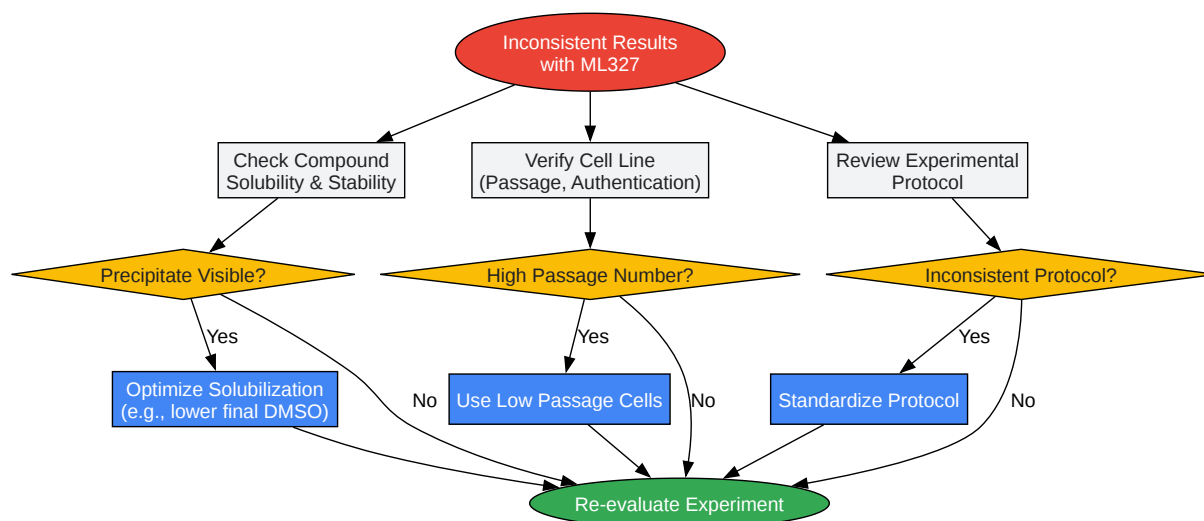 Inconsistent Results
with ML327
Check Compound
Solubility & Stability
Verify Cell Line
(Passage, Authentication)
Review Experimental
Protocol
Precipitate Visible?
High Passage Number?
Inconsistent Protocol?
Yes
Yes
Yes
Optimize Solubilization
(e.g., lower final DMSO)
No
Use Low Passage Cells
No
Standardize Protocol
No
Re-evaluate Experiment